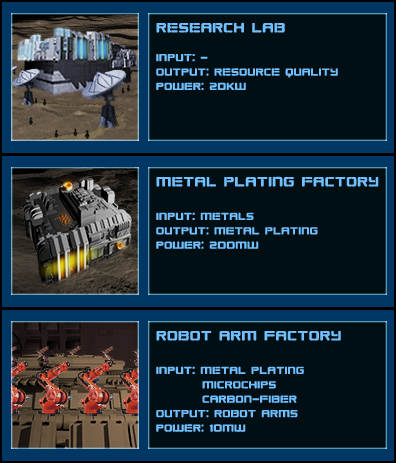 RESEARCH LAB
INPUT: -
OUTPUT: RESOURCE QUALITY
POWER: 20KW
METAL PLATING FACTORY
INPUT: METALS
OUTPUT: METAL PLATING
POWER: 200MW
ROBOT ARM FACTORY
INPUT: METAL PLATING
MICROCHIPS
CARBON-FIBER
OUTPUT: ROBOT ARMS
POWER: 10MW